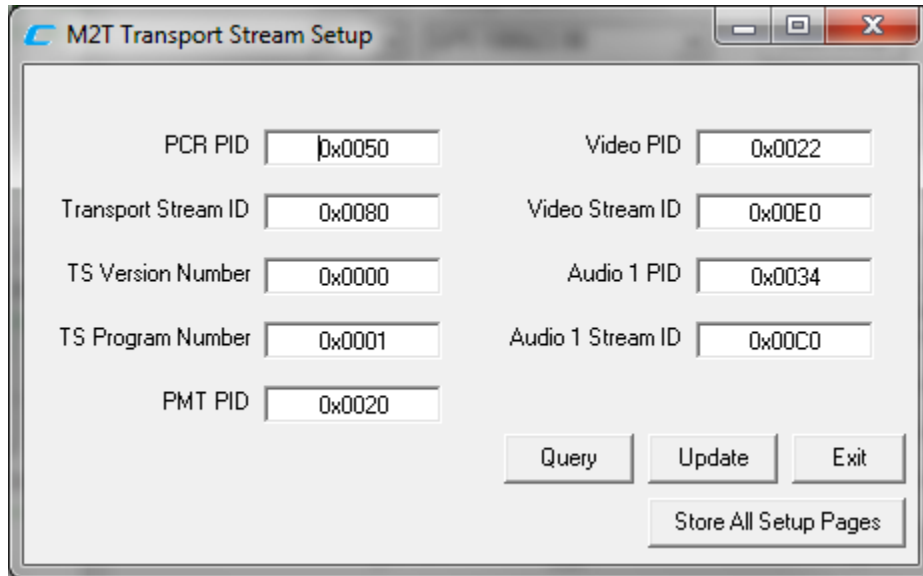 M2T Transport Stream Setup
PCR PID 0x0050 Video PID 0x0022
Transport Stream ID 0x0080 Video Stream ID 0x00E0
TS Version Number 0x0000 Audio 1 PID 0x0034
TS Program Number 0x0001 Audio 1 Stream ID 0x00C0
PMT PID 0x0020
Query Update Exit
Store All Setup Pages